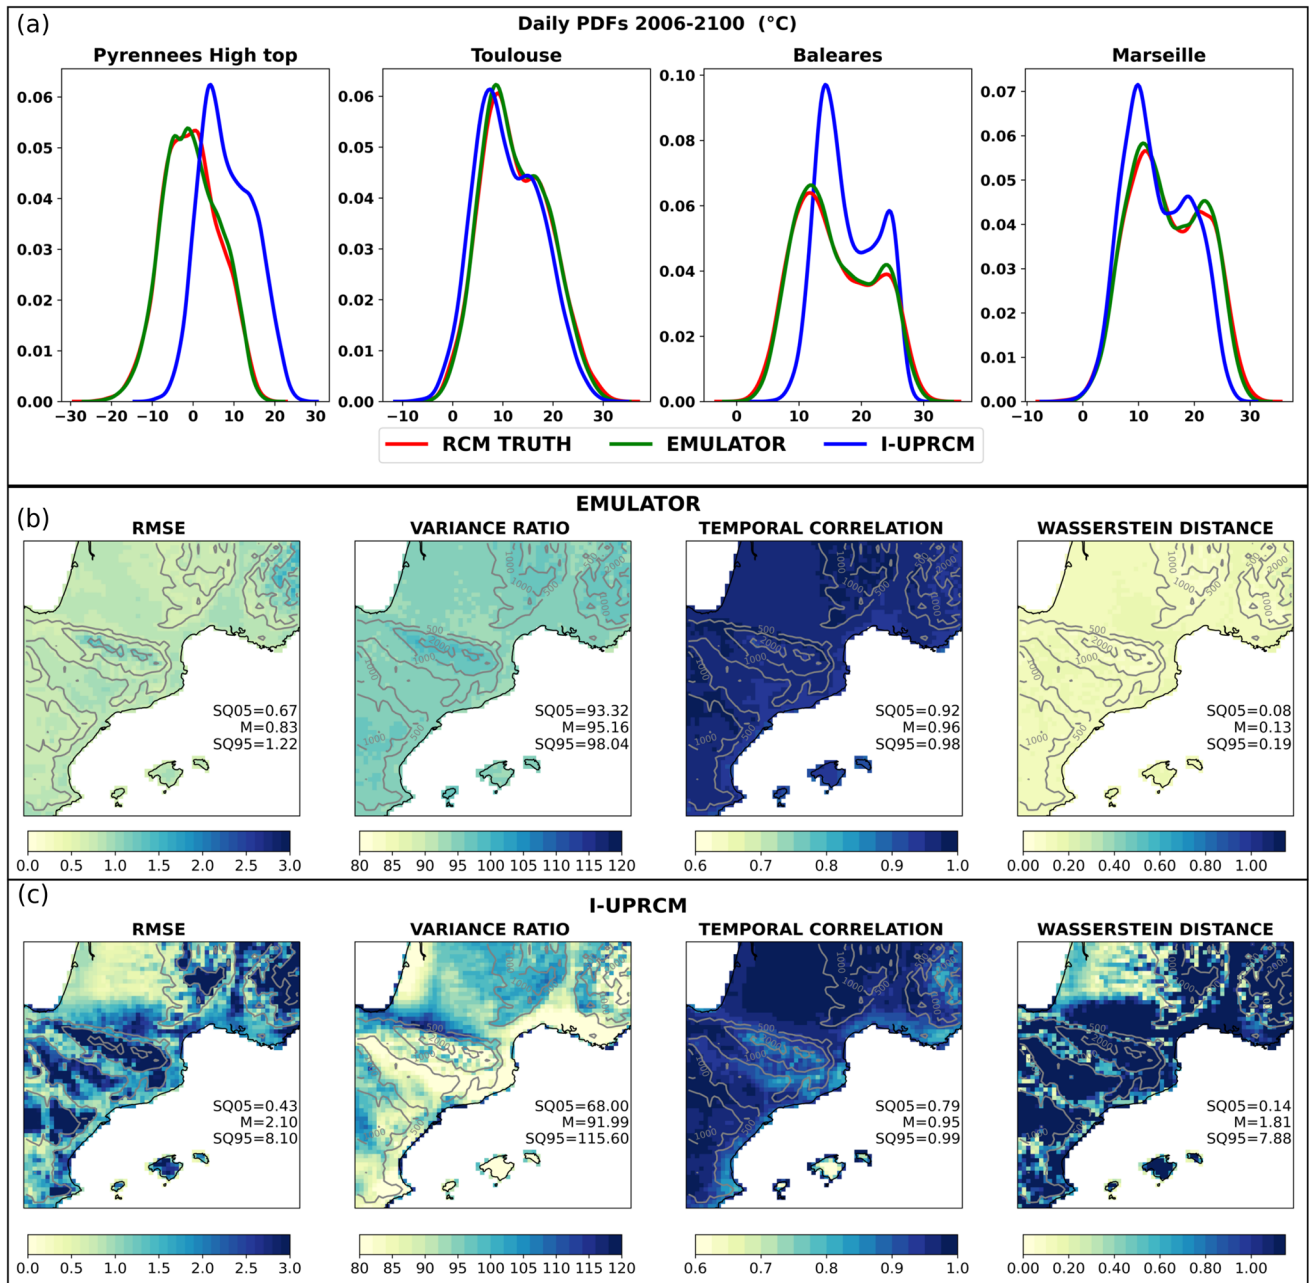 (a)
Daily PDFs 2006-2100 (°C)
Pyrennees High top
Toulouse
Baleares
Marseille
0.06
0.05
0.04
0.03
0.02
0.01
0.00
−30 −20 −10 0 10 20 30
0.06
0.05
0.04
0.03
0.02
0.01
0.00
−10 0 10 20 30
0.10
0.08
0.06
0.04
0.02
0.00
0 10 20 30
0.07
0.06
0.05
0.04
0.03
0.02
0.01
0.00
−10 0 10 20 30
RCM TRUTH EMULATOR I-UPRCM
(b)
EMULATOR
RMSE
VARIANCE RATIO
TEMPORAL CORRELATION
WASSERSTEIN DISTANCE
SQ05=0.67
M=0.83
SQ95=1.22
SQ05=93.32
M=95.16
SQ95=98.04
SQ05=0.92
M=0.96
SQ95=0.98
SQ05=0.08
M=0.13
SQ95=0.19
0.0 0.5 1.0 1.5 2.0 2.5 3.0
80 85 90 95 100 105 110 115 120
0.6 0.7 0.8 0.9 1.0
0.00 0.20 0.40 0.60 0.80 1.00
(c)
I-UPRCM
RMSE
VARIANCE RATIO
TEMPORAL CORRELATION
WASSERSTEIN DISTANCE
SQ05=0.43
M=2.10
SQ95=8.10
SQ05=68.00
M=91.99
SQ95=115.60
SQ05=0.79
M=0.95
SQ95=0.99
SQ05=0.14
M=1.81
SQ95=7.88
0.0 0.5 1.0 1.5 2.0 2.5 3.0
80 85 90 95 100 105 110 115 120
0.6 0.7 0.8 0.9 1.0
0.00 0.20 0.40 0.60 0.80 1.00